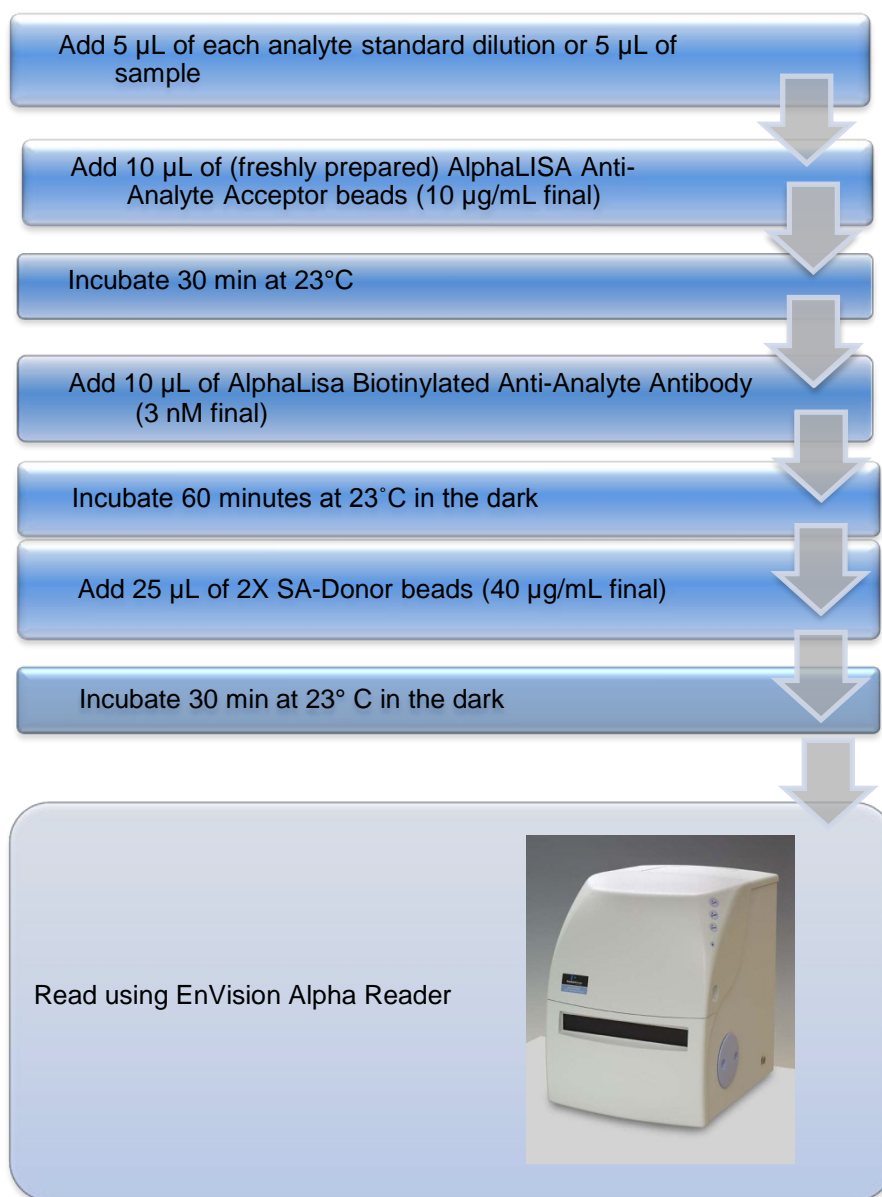 Add 5 µL of each analyte standard dilution or 5 µL of
sample
Add 10 µL of (freshly prepared) AlphaLISA Anti-
Analyte Acceptor beads (10 µg/mL final)
Incubate 30 min at 23°C
Add 10 µL of AlphaLisa Biotinylated Anti-Analyte Antibody
(3 nM final)
Incubate 60 minutes at 23˚C in the dark
Add 25 µL of 2X SA-Donor beads (40 µg/mL final)
Incubate 30 min at 23° C in the dark
Read using EnVision Alpha Reader